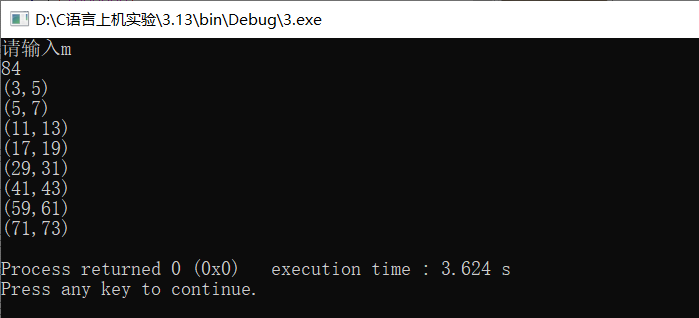 D:\C语言上机实验\3.13\bin\Debug\3.exe
请输入m
84
(3,5)
(5,7)
(11,13)
(17,19)
(29,31)
(41,43)
(59,61)
(71,73)
Process returned 0 (0x0)   execution time : 3.624 s
Press any key to continue.